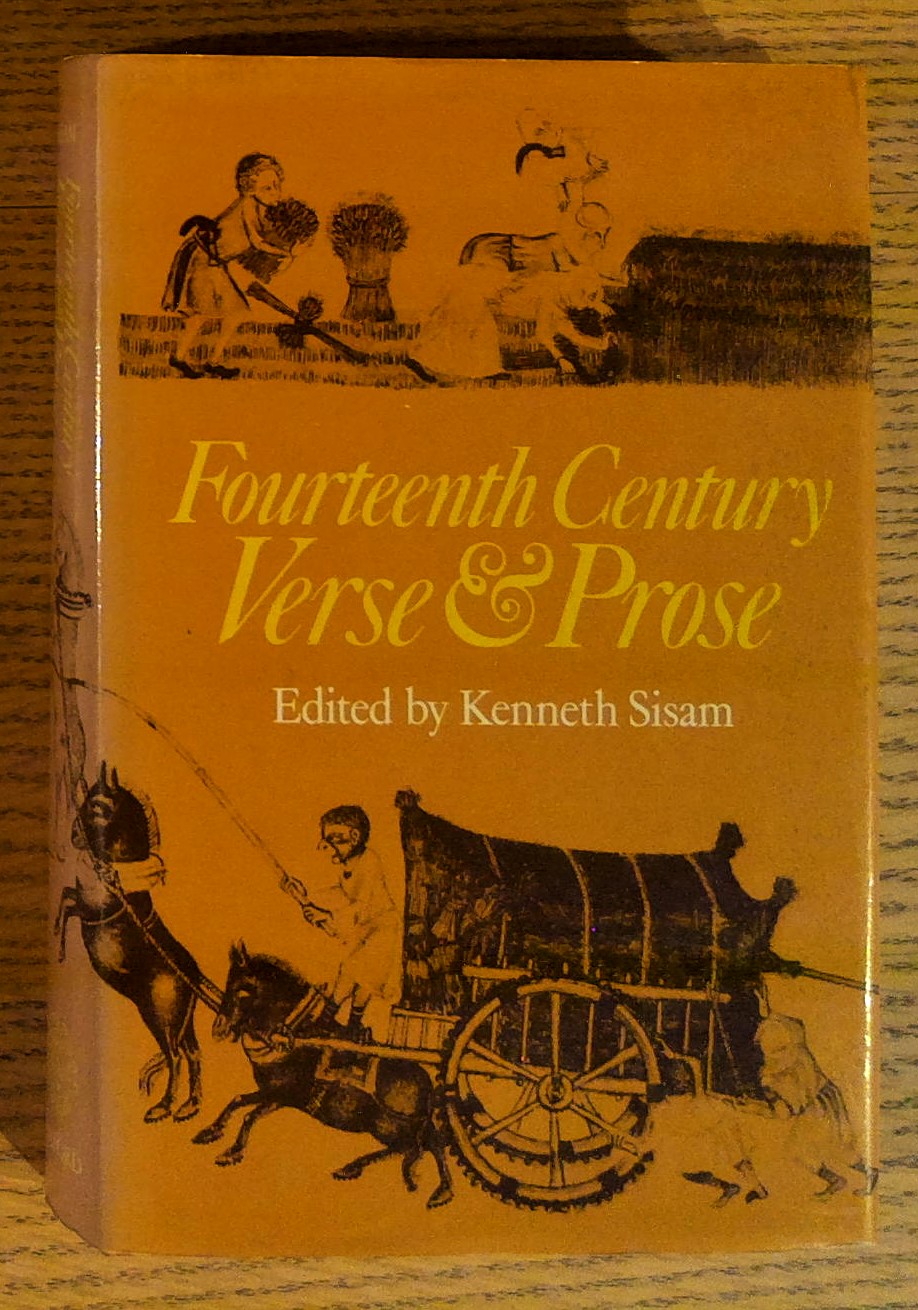 Fourteenth Century
Verse & Prose
Edited by Kenneth Sisam